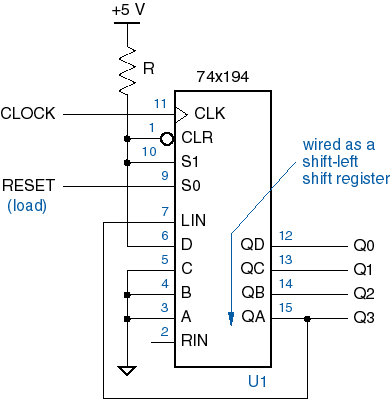 +5 V
R
74x194
CLOCK 11 CLK
1 CLR
10 S1
RESET 9 S0
(load)
wired as a
shift-left
shift register
7 LIN
6 D QD 12 Q0
5 C QC 13 Q1
4 B QB 14 Q2
3 A QA 15 Q3
2 RIN
U1